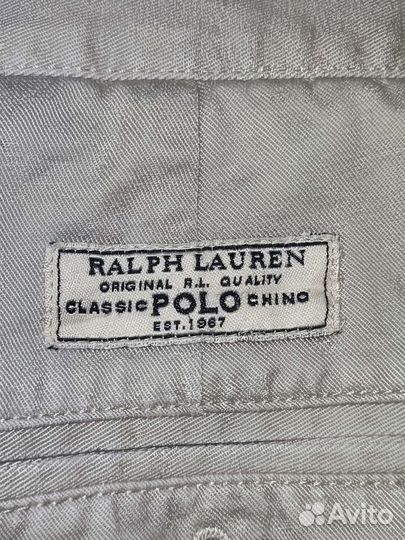 RALPH LAUREN
ORIGINAL R.L. QUALITY
CLASSIC POLO CHINO
EST. 1967
Avito